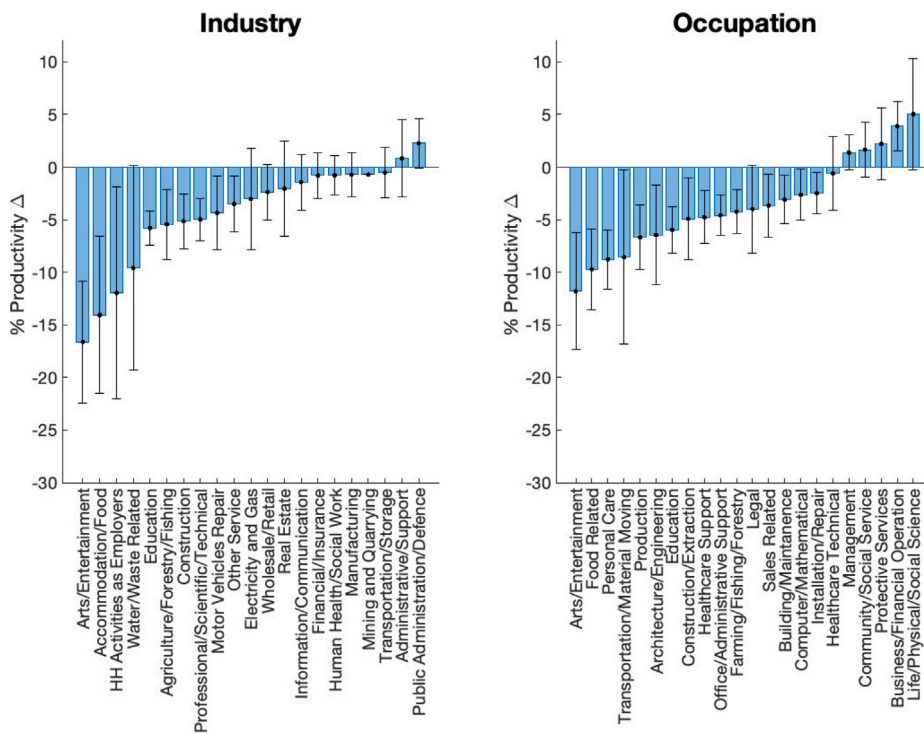 Industry
% Productivity Δ
10
5
0
-5
-10
-15
-20
-25
-30
Arts/Entertainment
Accommodation/Food
HH Activities as Employers
Water/Waste Related
Education
Agriculture/Forestry/Fishing
Construction
Professional/Scientific/Technical
Motor Vehicles Repair
Other Service
Electricity and Gas
Wholesale/Retail
Real Estate
Information/Communication
Financial/Insurance
Human Health/Social Work
Manufacturing
Mining and Quarrying
Transportation/Storage
Administrative/Support
Public Administration/Defence
Occupation
% Productivity Δ
10
5
0
-5
-10
-15
-20
-25
-30
Arts/Entertainment
Food Related
Personal Care
Transportation/Material Moving
Production
Architecture/Engineering
Education
Construction/Extraction
Healthcare Support
Office/Administrative Support
Farming/Fishing/Forestry
Legal
Sales Related
Building/Maintanence
Computer/Mathematical
Installation/Repair
Healthcare Technical
Management
Community/Social Services
Protective Services
Business/Financial Operation
Life/Physical/Social Science